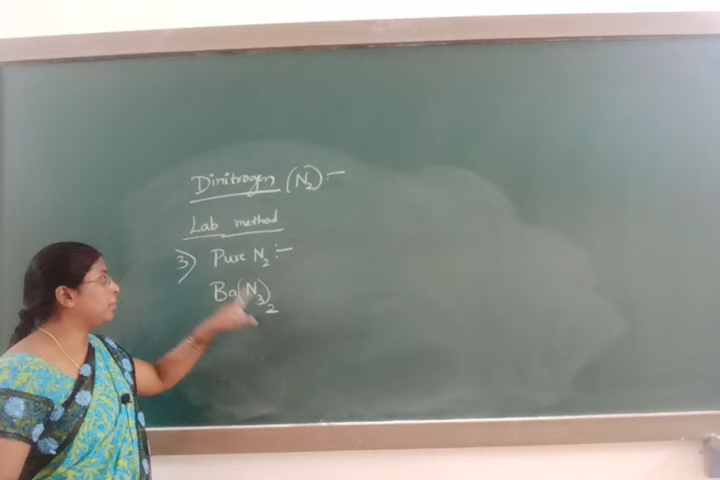 Dinitrogen (N₂):-
Lab method
3) Pure N₂:-
Ba(N₃)₂